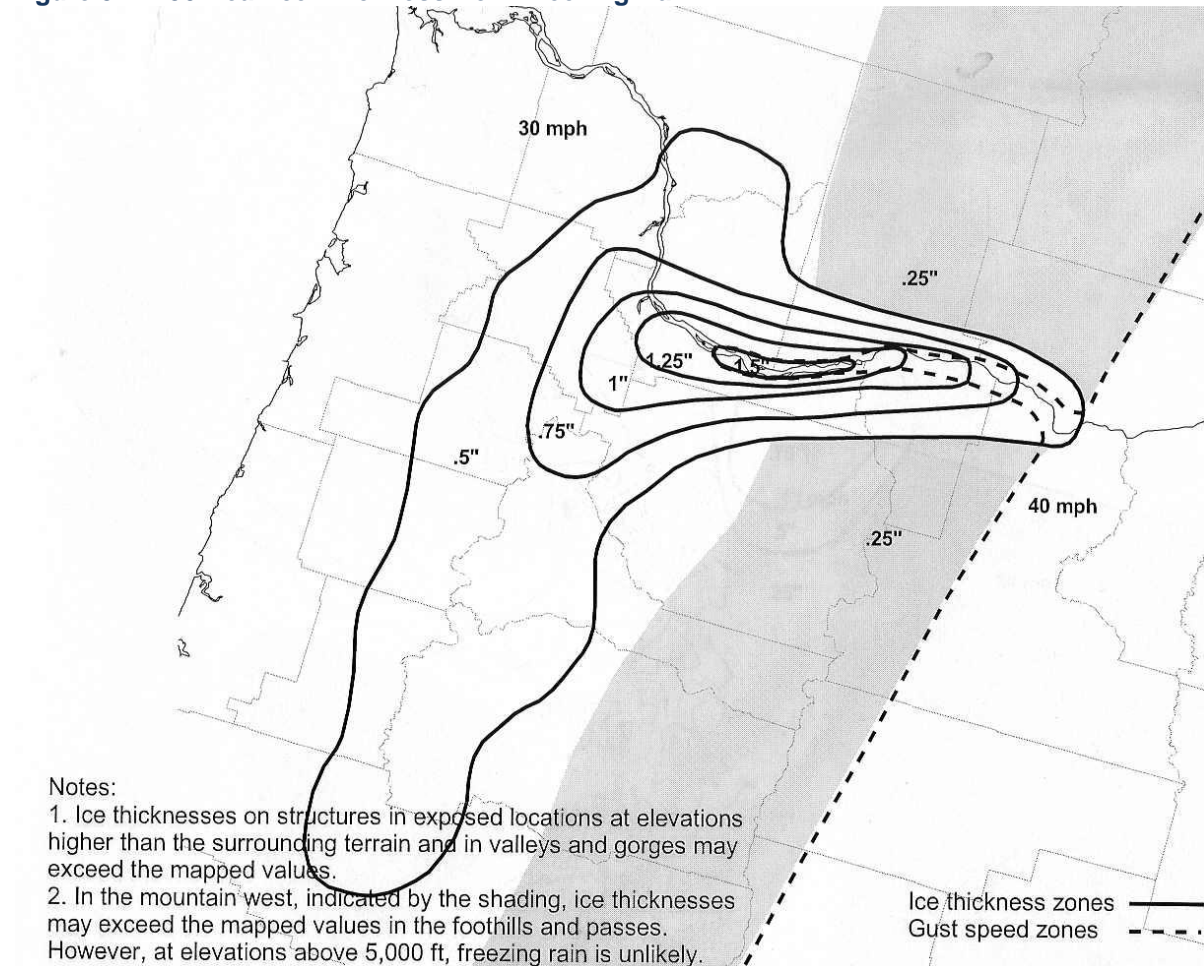 30 mph
.25"
1.25"
1.5"
1"
.75"
.5"
40 mph
.25"
Notes:
1. Ice thicknesses on structures in exposed locations at elevations
higher than the surrounding terrain and in valleys and gorges may
exceed the mapped values.
2. In the mountain west, indicated by the shading, ice thicknesses
may exceed the mapped values in the foothills and passes.
However, at elevations above 5,000 ft, freezing rain is unlikely.
Ice thickness zones
Gust speed zones